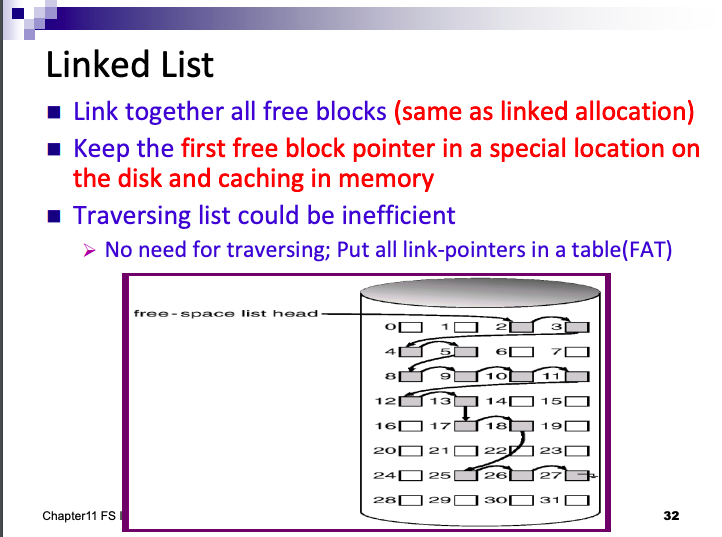 Linked List
Link together all free blocks (same as linked allocation)
Keep the first free block pointer in a special location on
the disk and caching in memory
Traversing list could be inefficient
No need for traversing; Put all link-pointers in a table(FAT)
free-space list head
0 1 2 3
4 5 6 7
8 9 10 11
12 13 14 15
16 17 18 19
20 21 22 23
24 25 26 27
28 29 30 31
Chapter11 FS
32